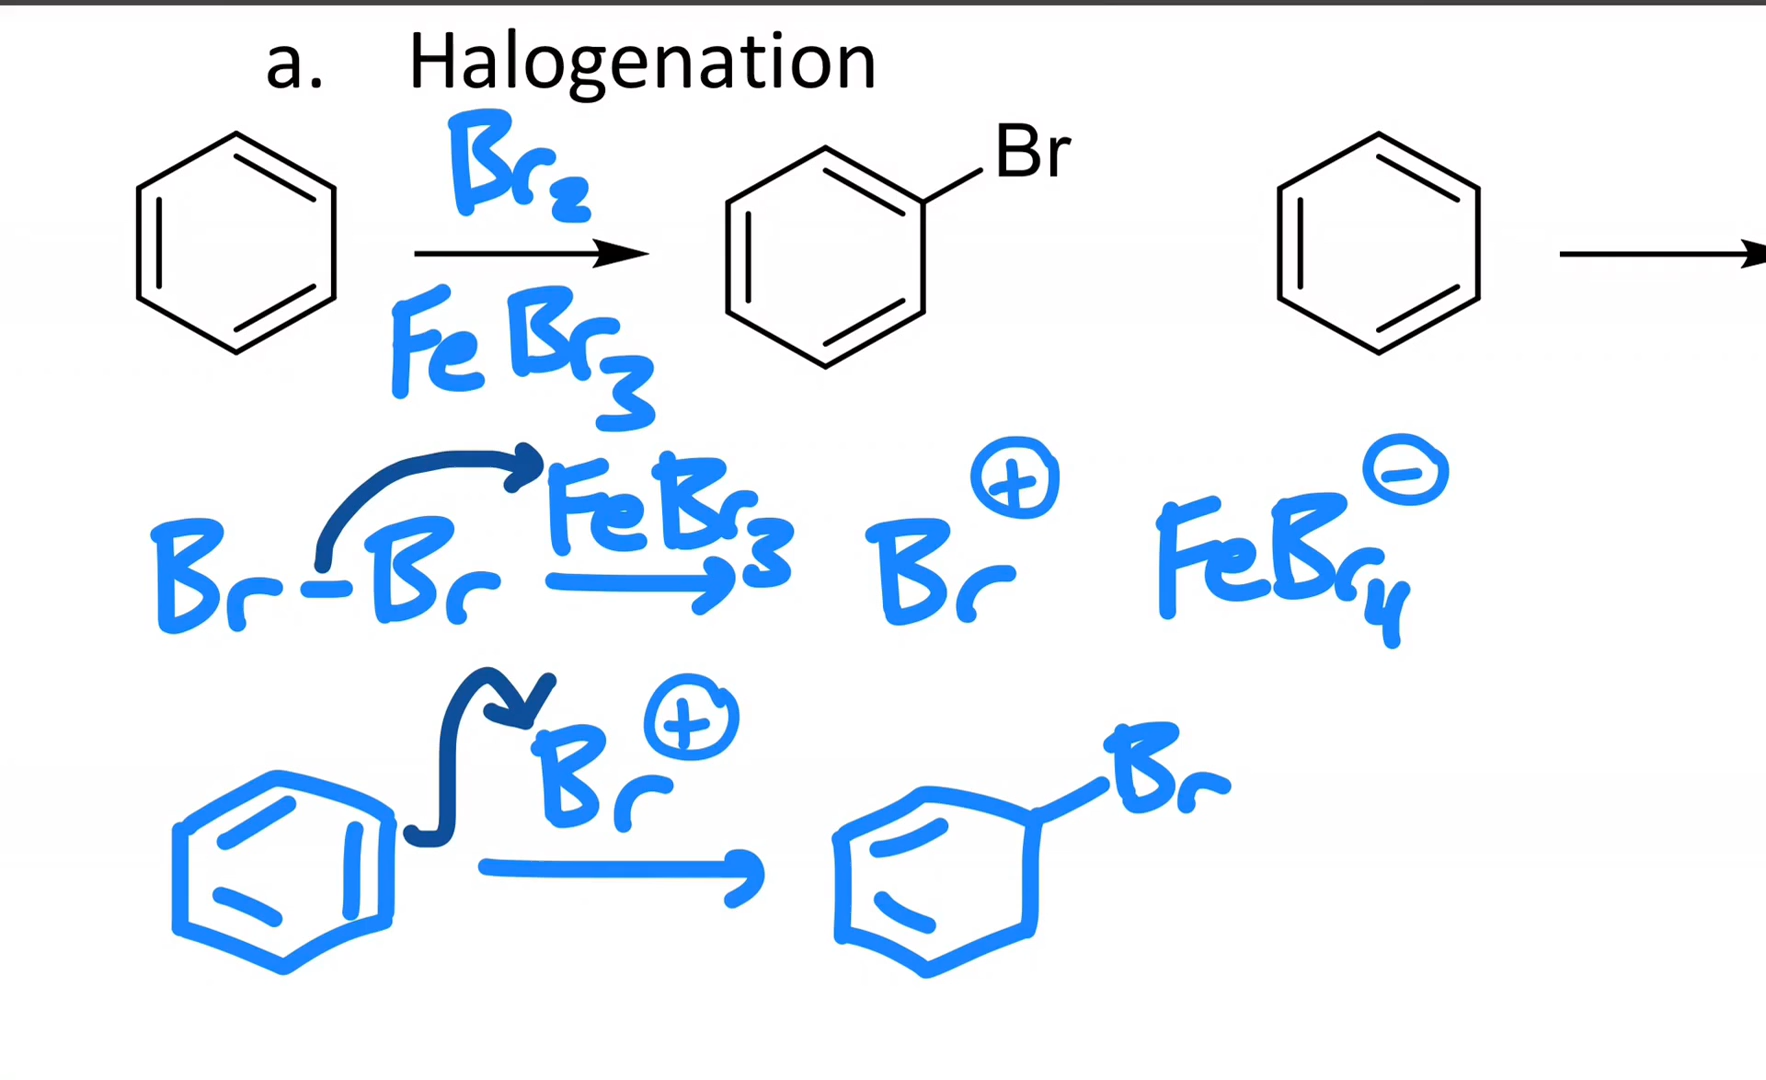 a. Halogenation
Br₂
Br
FeBr₃
Br-Br FeBr₃ Br⊕ FeBr₄⊖
Br⊕ Br